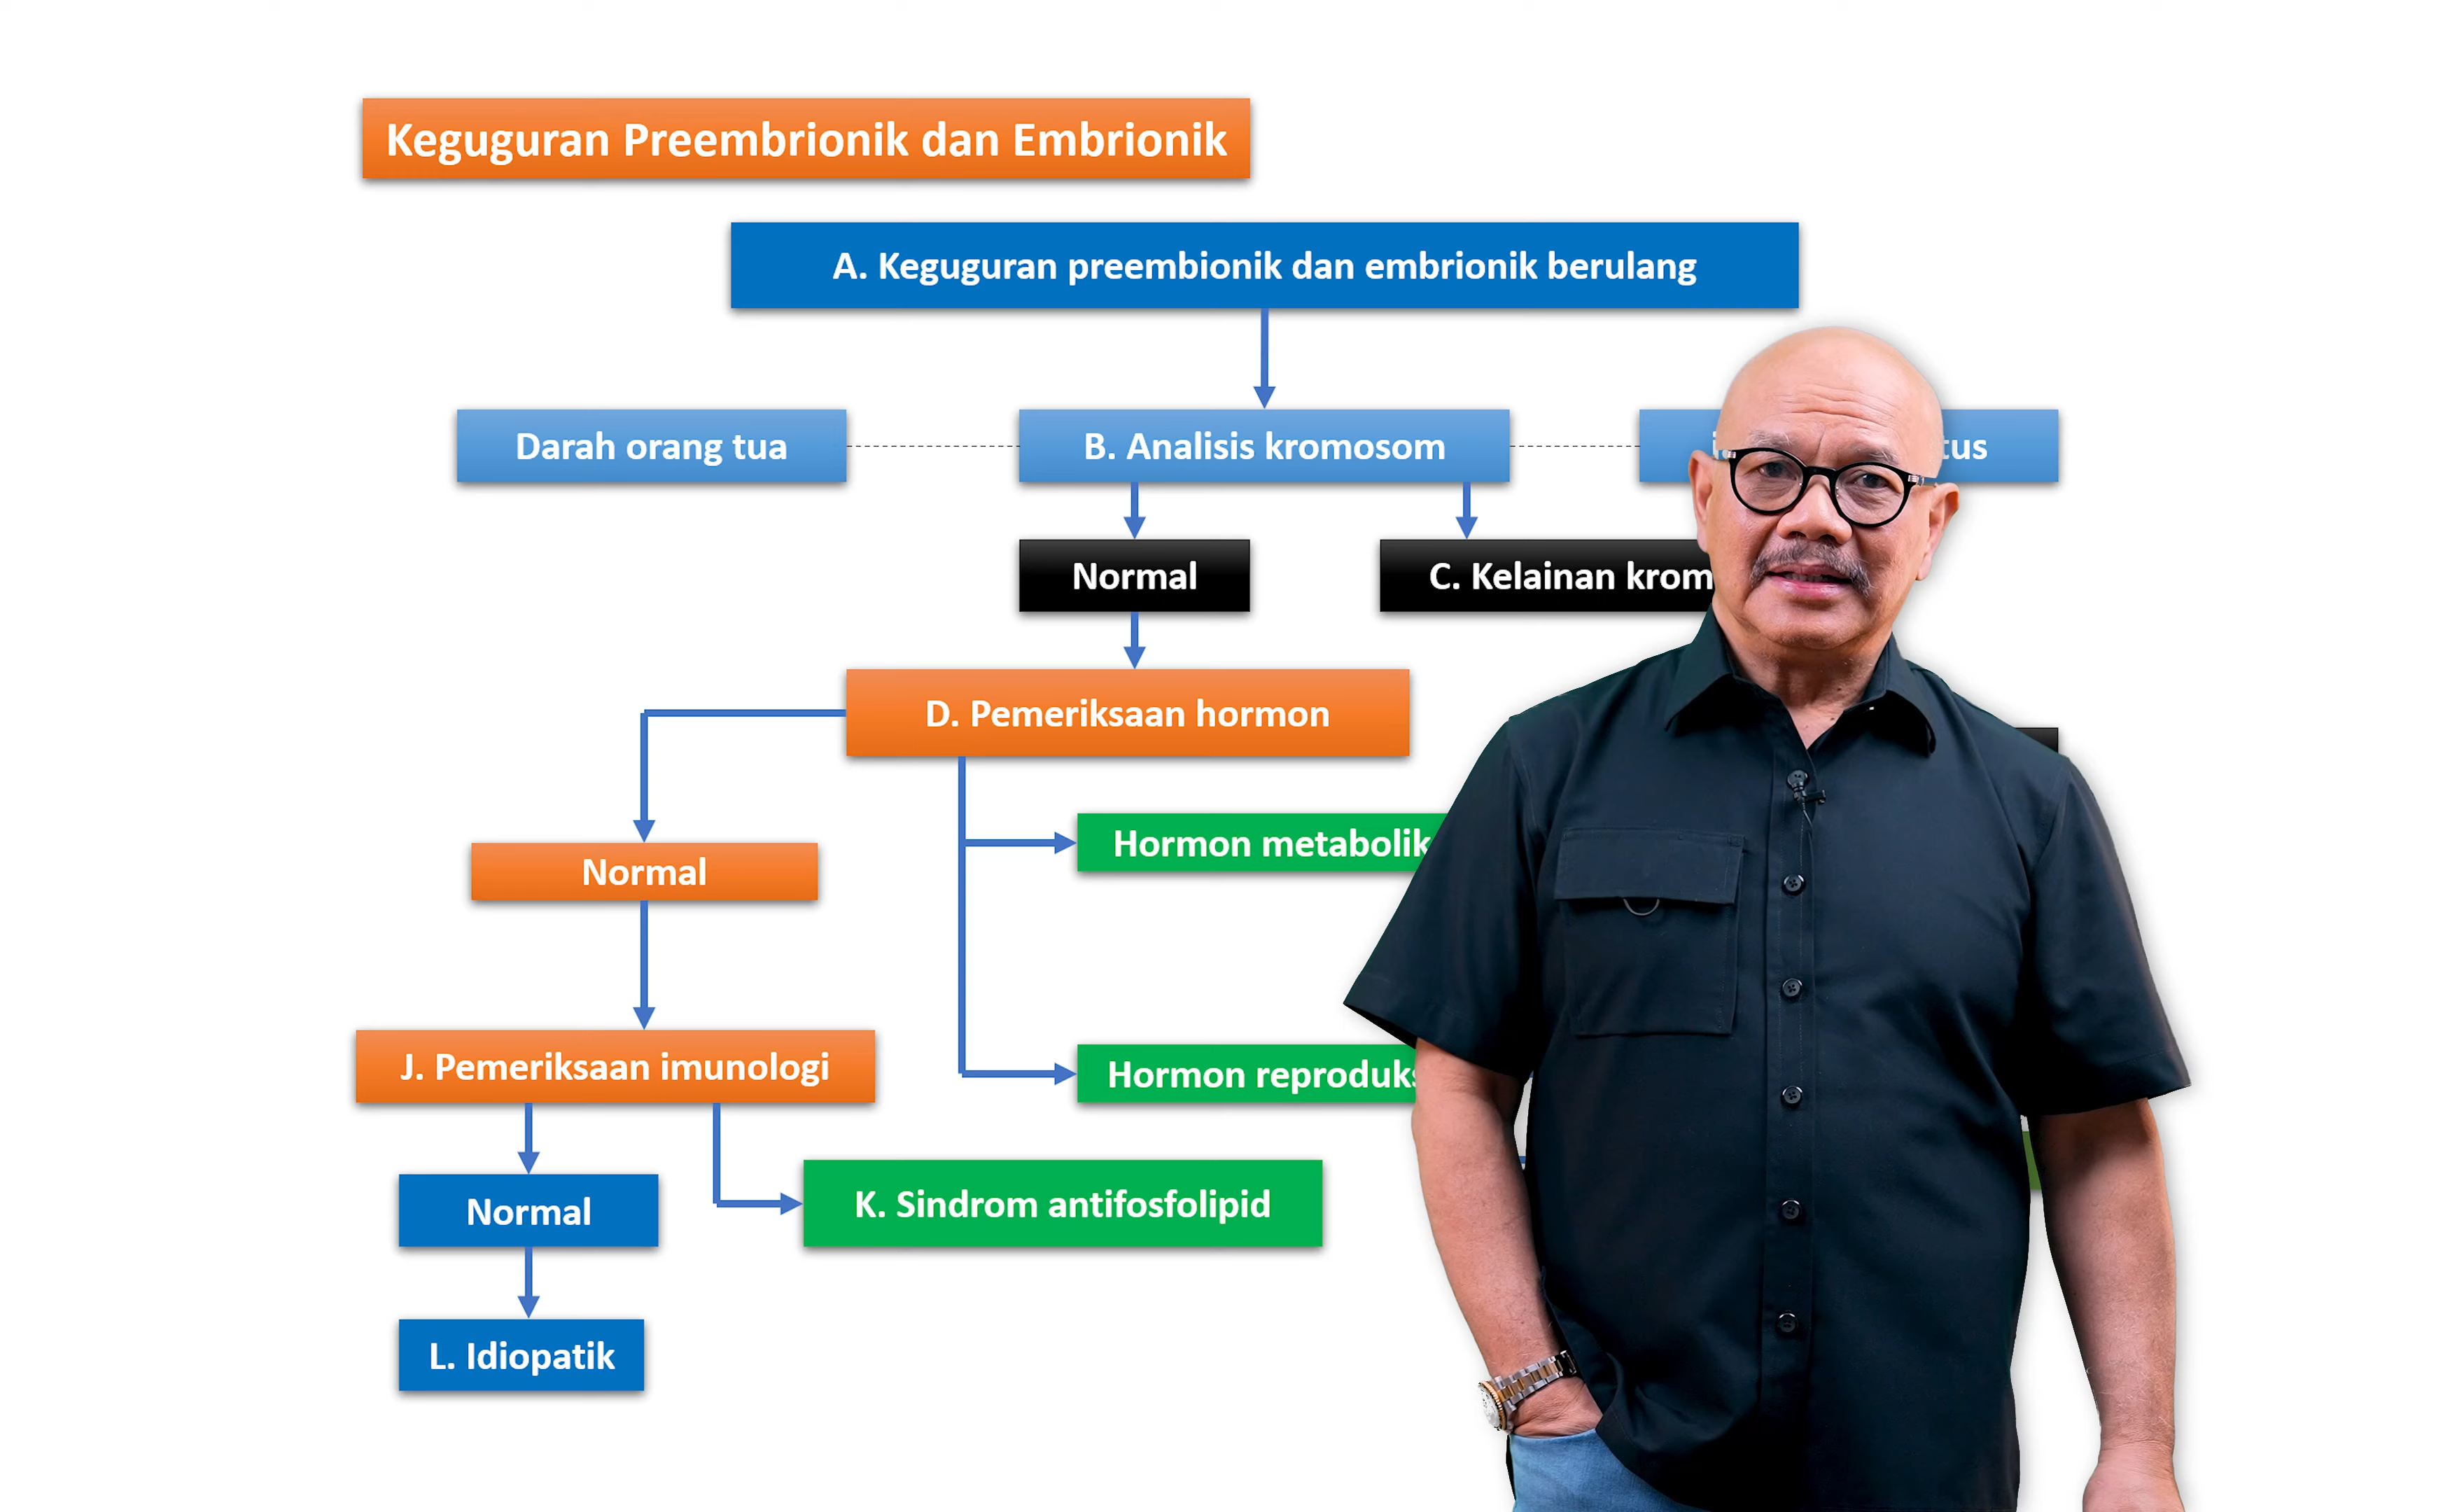 Keguguran Preembrionik dan Embrionik
A. Keguguran preembionik dan embrionik berulang
Darah orang tua
B. Analisis kromosom
Normal
C. Kelainan
D. Pemeriksaan hormon
Hormon metabolik
Normal
J. Pemeriksaan imunologi
Hormon
Normal
K. Sindrom antifosfolipid
L. Idiopatik